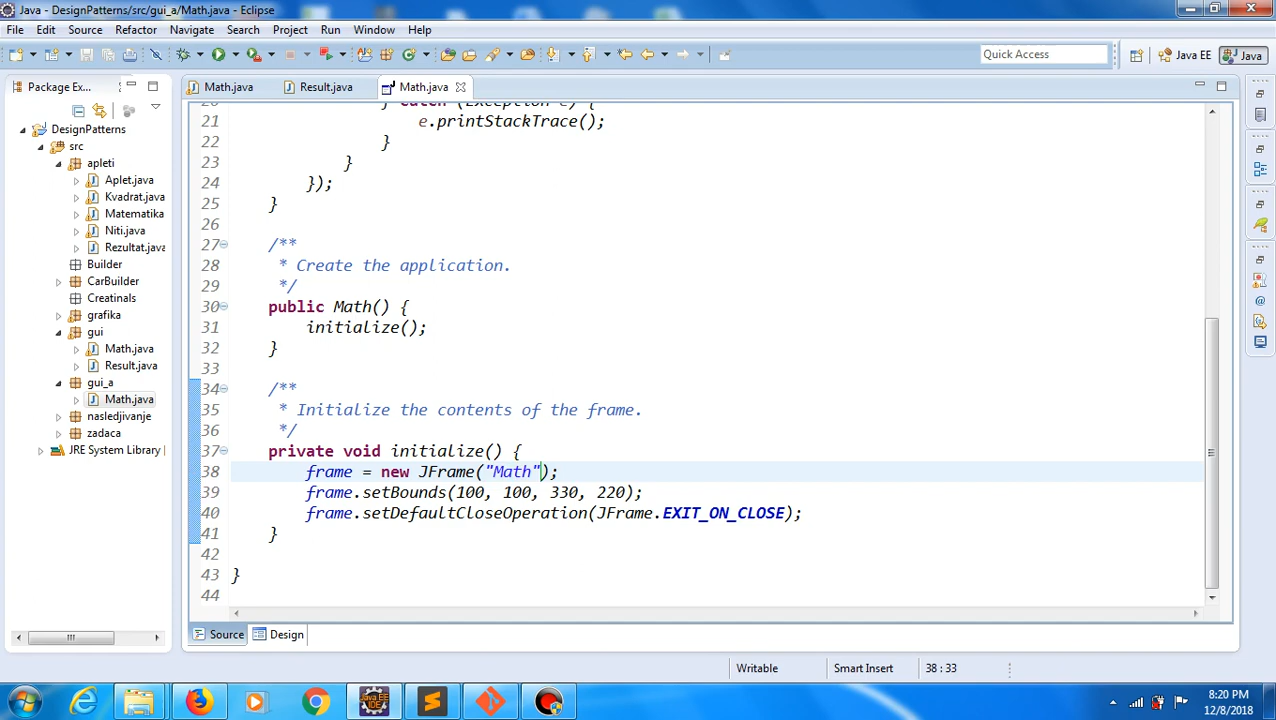 Java - DesignPatterns/src/gui_a/Math.java - Eclipse
File Edit Source Refactor Navigate Search Project Run Window Help
Quick Access
Java EE
Java
Package Ex...
Math.java
Result.java
Math.java
DesignPatterns
src
apleti
Aplet.java
Kvadrat.java
Matematika
Niti.java
Rezultat.java
Builder
CarBuilder
Creatinals
grafika
gui
Math.java
Result.java
gui_a
Math.java
nasledjivanje
zadaca
JRE System Library [
20 } catch (Exception e) {
21 e.printStackTrace();
22 }
23 }
24 });
25 }
26
27 /**
28 * Create the application.
29 */
30 public Math() {
31 initialize();
32 }
33
34 /**
35 * Initialize the contents of the frame.
36 */
37 private void initialize() {
38 frame = new JFrame("Math");
39 frame.setBounds(100, 100, 330, 220);
40 frame.setDefaultCloseOperation(JFrame.EXIT_ON_CLOSE);
41 }
42
43 }
44
Source Design
Writable Smart Insert 38 : 33
Java EE IDE
8:20 PM
12/8/2018